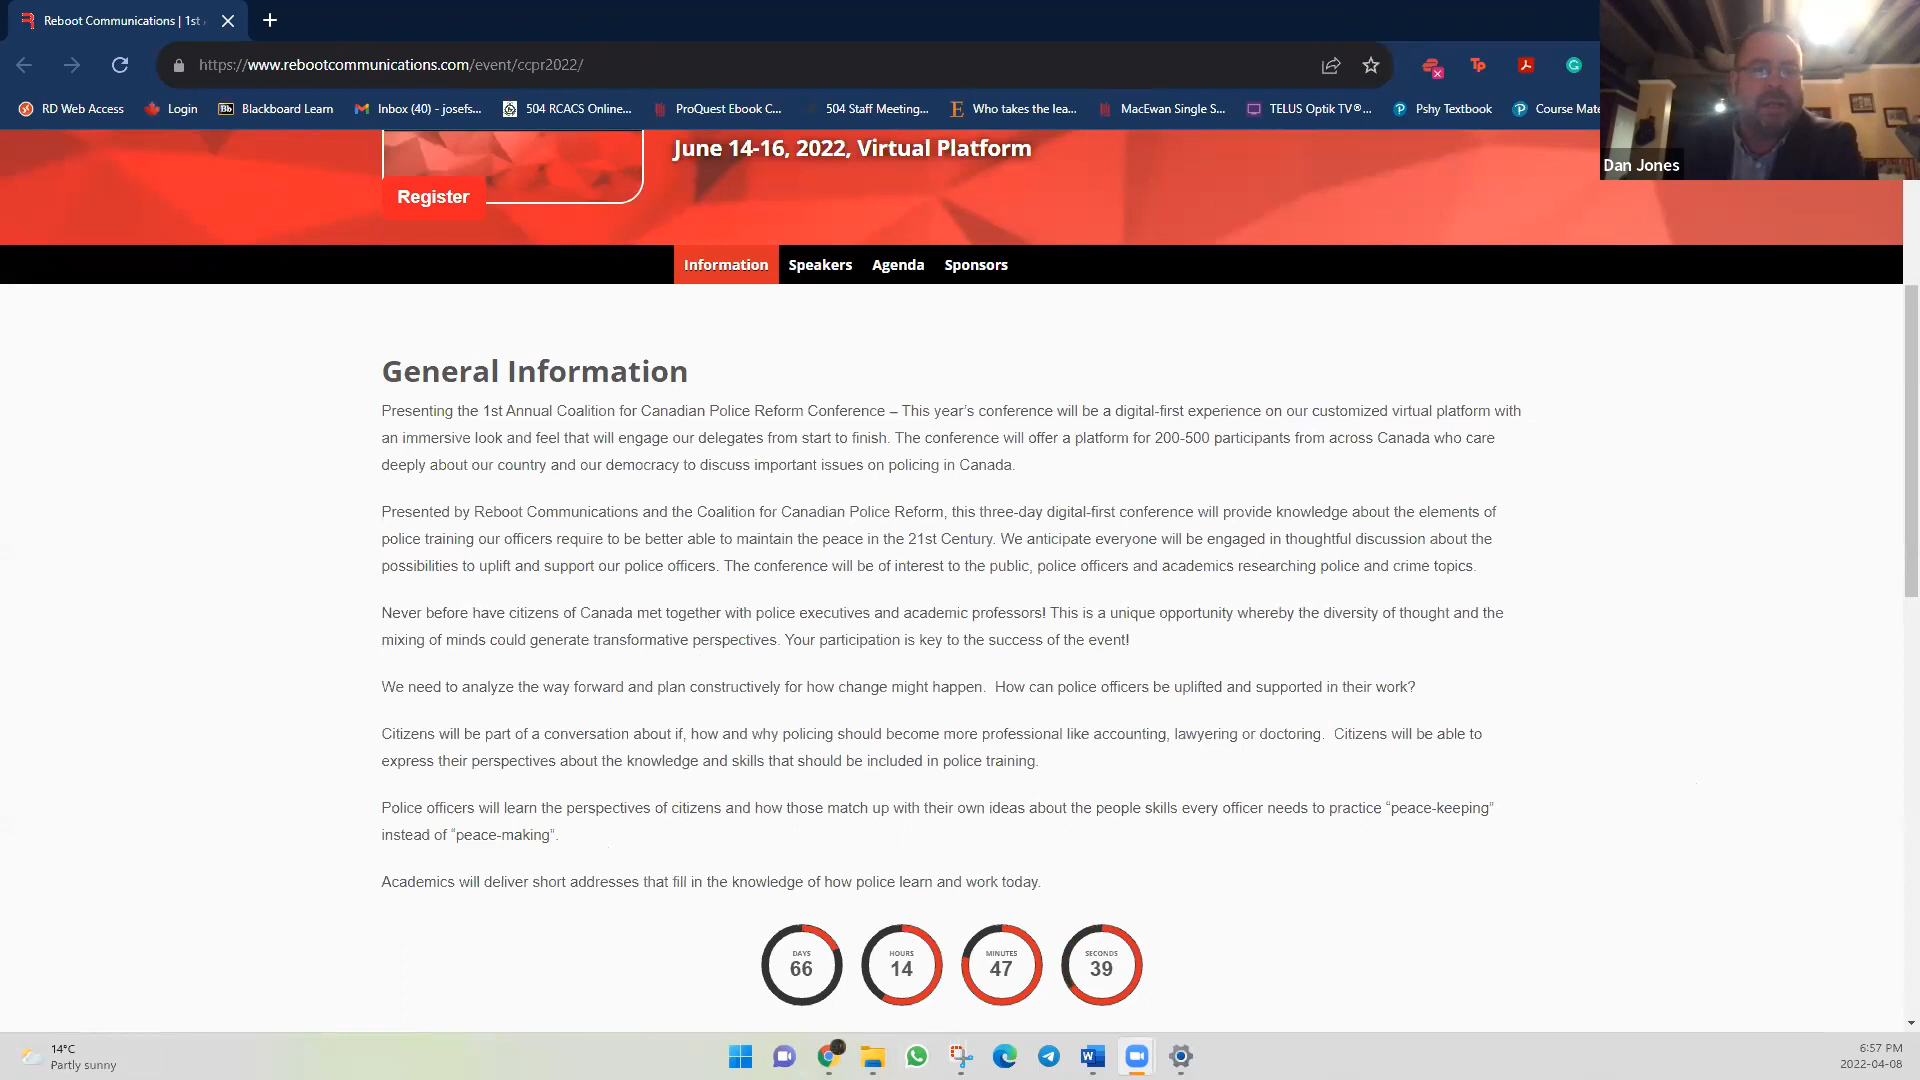 Reboot Communications | 1st
https://www.rebootcommunications.com/event/ccpr2022/
RD Web Access
Login
Blackboard Learn
Inbox (40) - josefs...
504 RCACS Online...
ProQuest Ebook C...
504 Staff Meeting...
Who takes the lea...
MacEwan Single S...
TELUS Optik TV®...
Pshy Textbook
Course Mate
Dan Jones
June 14-16, 2022, Virtual Platform
Register
Information
Speakers
Agenda
Sponsors
General Information
Presenting the 1st Annual Coalition for Canadian Police Reform Conference – This year's conference will be a digital-first experience on our customized virtual platform with
an immersive look and feel that will engage our delegates from start to finish. The conference will offer a platform for 200-500 participants from across Canada who care
deeply about our country and our democracy to discuss important issues on policing in Canada.
Presented by Reboot Communications and the Coalition for Canadian Police Reform, this three-day digital-first conference will provide knowledge about the elements of
police training our officers require to be better able to maintain the peace in the 21st Century. We anticipate everyone will be engaged in thoughtful discussion about the
possibilities to uplift and support our police officers. The conference will be of interest to the public, police officers and academics researching police and crime topics.
Never before have citizens of Canada met together with police executives and academic professors! This is a unique opportunity whereby the diversity of thought and the
mixing of minds could generate transformative perspectives. Your participation is key to the success of the event!
We need to analyze the way forward and plan constructively for how change might happen. How can police officers be uplifted and supported in their work?
Citizens will be part of a conversation about if, how and why policing should become more professional like accounting, lawyering or doctoring. Citizens will be able to
express their perspectives about the knowledge and skills that should be included in police training.
Police officers will learn the perspectives of citizens and how those match up with their own ideas about the people skills every officer needs to practice “peace-keeping”
instead of “peace-making”.
Academics will deliver short addresses that fill in the knowledge of how police learn and work today.
DAYS
66
HOURS
14
MINUTES
47
SECONDS
39
14°C
Partly sunny
6:57 PM
2022-04-08